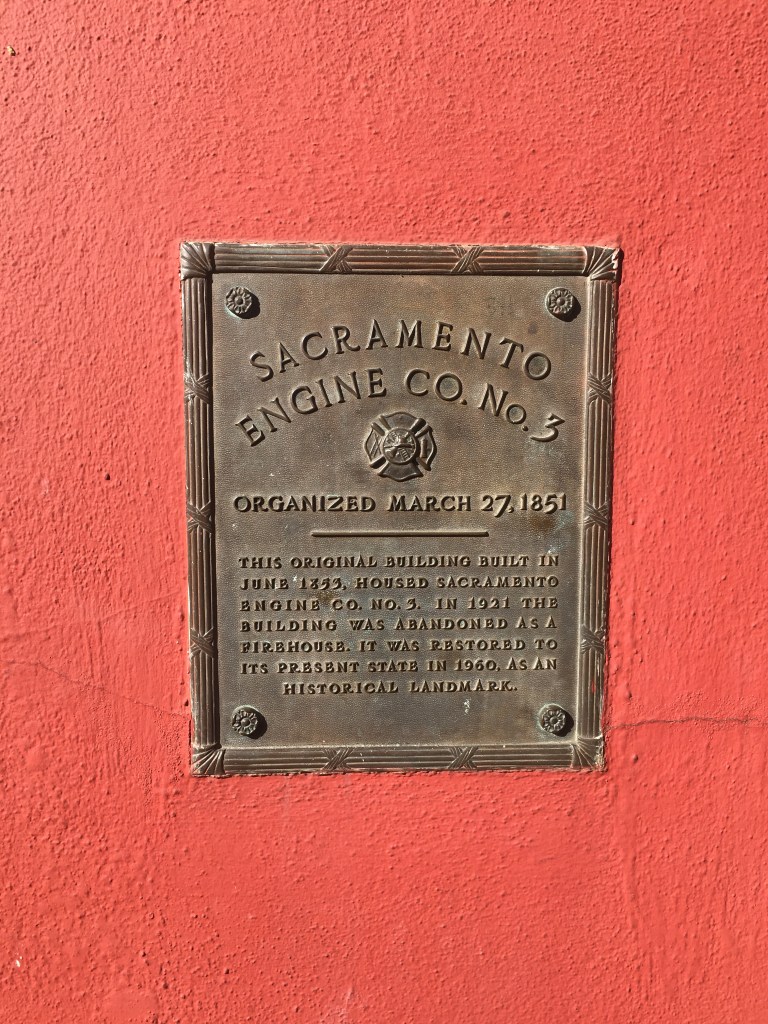 SACRAMENTO
ENGINE CO. No. 3
ORGANIZED MARCH 27, 1851
THIS ORIGINAL BUILDING BUILT IN
JUNE 1853, HOUSED SACRAMENTO
ENGINE CO. NO. 3. IN 1921 THE
BUILDING WAS ABANDONED AS A
FIREHOUSE. IT WAS RESTORED TO
ITS PRESENT STATE IN 1960, AS AN
HISTORICAL LANDMARK.